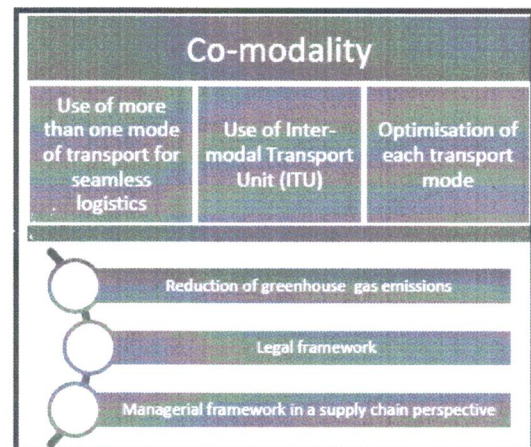 Co-modality
Use of more
than one mode
of transport for
seamless
logistics
Use of Inter-
modal Transport
Unit (ITU)
Optimisation of
each transport
mode
Reduction of greenhouse gas emissions
Legal framework
Managerial framework in a supply chain perspective